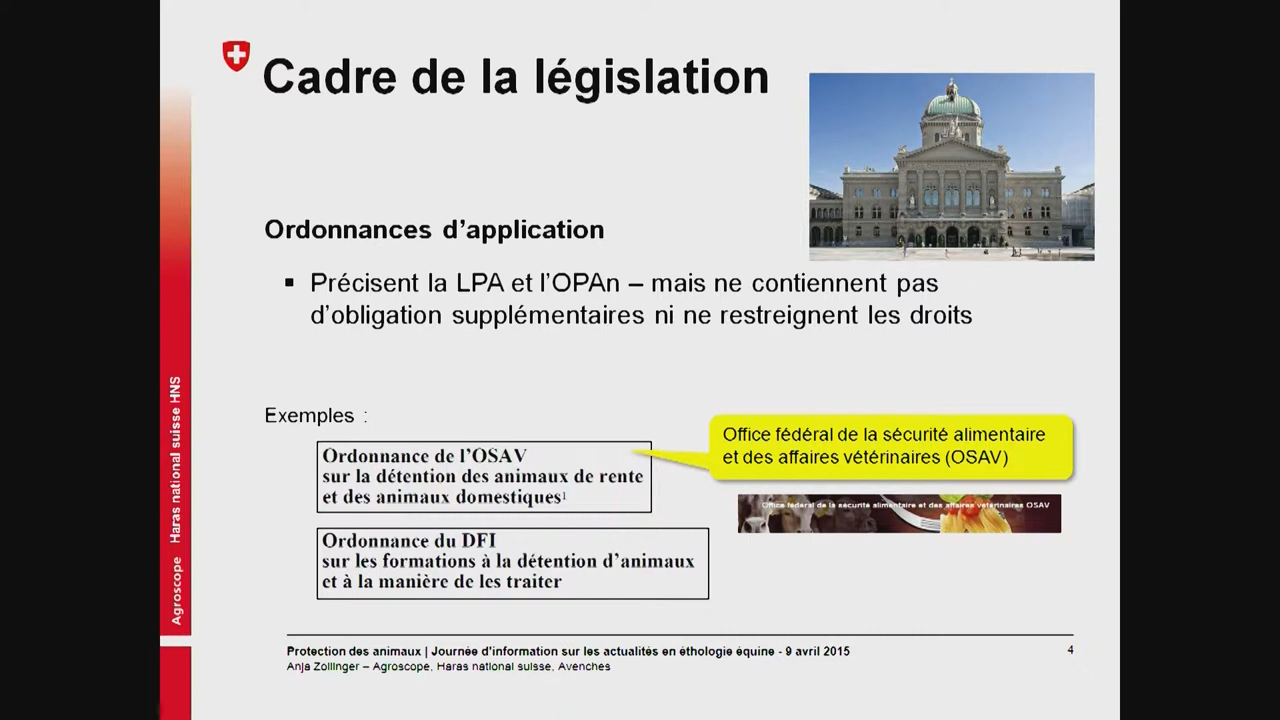 Cadre de la législation
Ordonnances d’application
▪ Précisent la LPA et l’OPAn – mais ne contiennent pas
d’obligation supplémentaires ni ne restreignent les droits
Exemples :
Ordonnance de l’OSAV
sur la détention des animaux de rente
et des animaux domestiques¹
Office fédéral de la sécurité alimentaire
et des affaires vétérinaires (OSAV)
Office fédéral de la sécurité alimentaire et des affaires vétérinaires OSAV
Ordonnance du DFI
sur les formations à la détention d’animaux
et à la manière de les traiter
Agroscope Haras national suisse HNS
Protection des animaux | Journée d’information sur les actualités en éthologie équine - 9 avril 2015
4
Anja Zollinger – Agroscope, Haras national suisse, Avenches